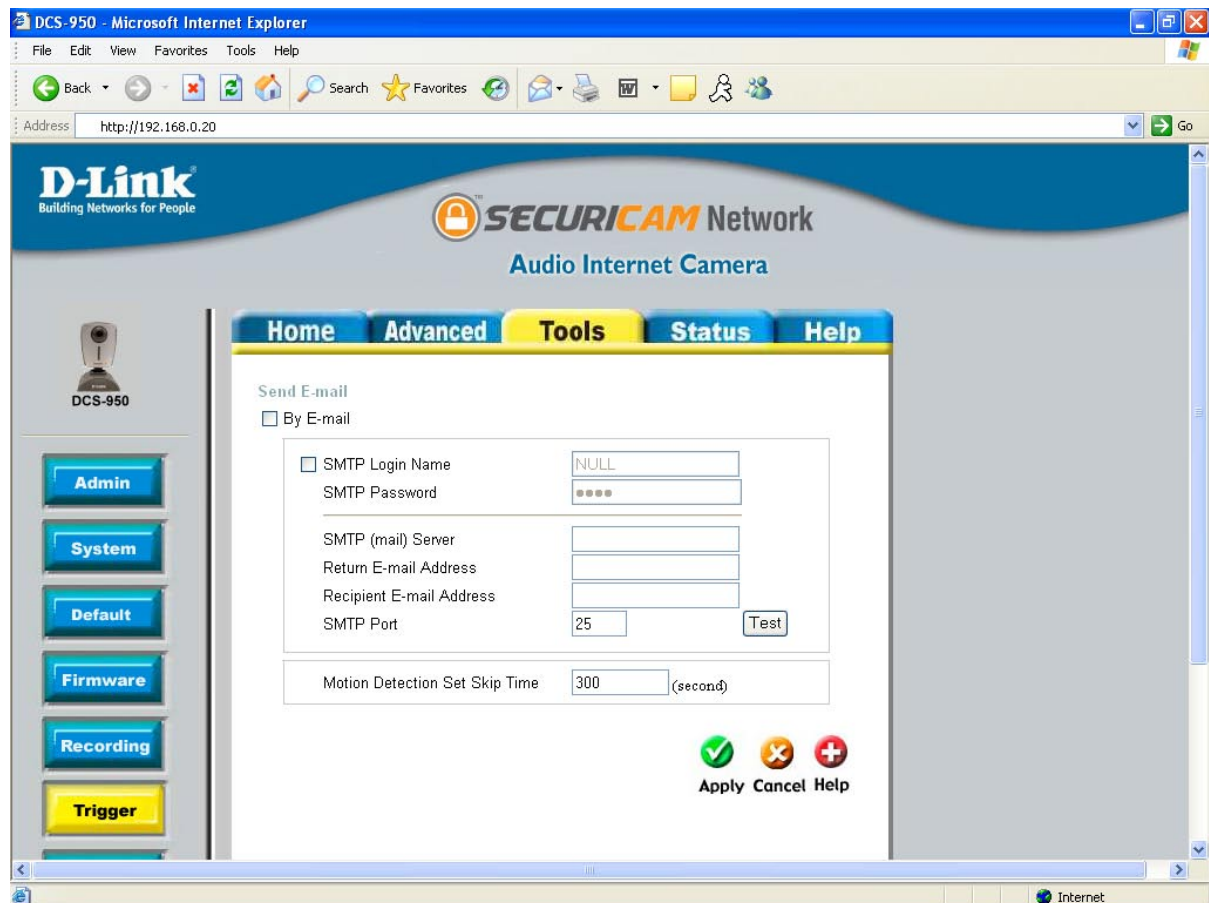 DCS-950 - Microsoft Internet Explorer
File Edit View Favorites Tools Help
Back Search Favorites
Address http://192.168.0.20 Go
D-Link
Building Networks for People
SECURICAM Network
Audio Internet Camera
DCS-950
Home Advanced Tools Status Help
Send E-mail
By E-mail
SMTP Login Name NULL
SMTP Password ••••
SMTP (mail) Server
Return E-mail Address
Recipient E-mail Address
SMTP Port 25 Test
Motion Detection Set Skip Time 300 (second)
Apply Cancel Help
Admin
System
Default
Firmware
Recording
Trigger
Internet